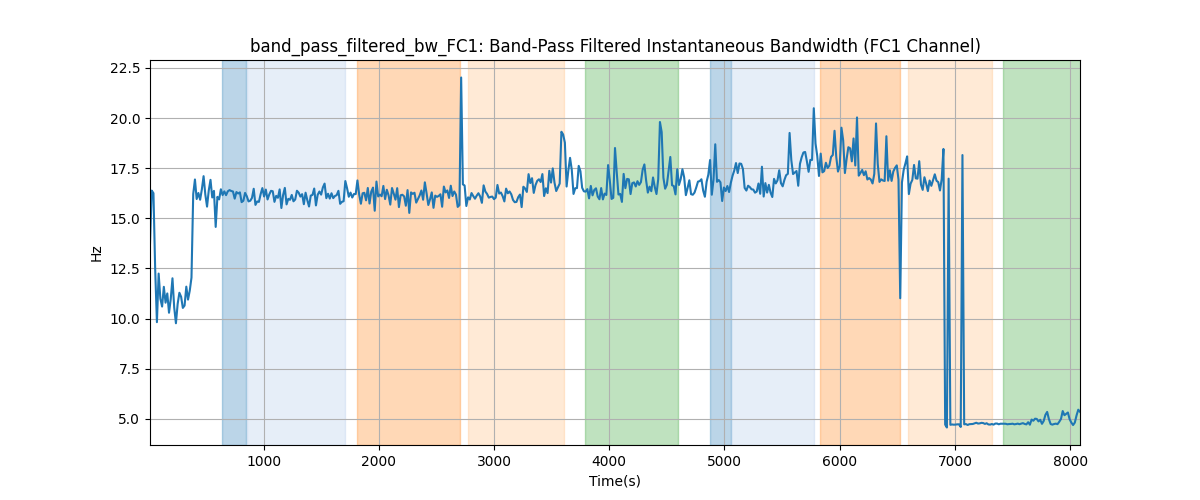 band_pass_filtered_bw_FC1: Band-Pass Filtered Instantaneous Bandwidth (FC1 Channel)
22.5
20.0
17.5
15.0
12.5
10.0
7.5
5.0
Hz
1000 2000 3000 4000 5000 6000 7000 8000
Time(s)